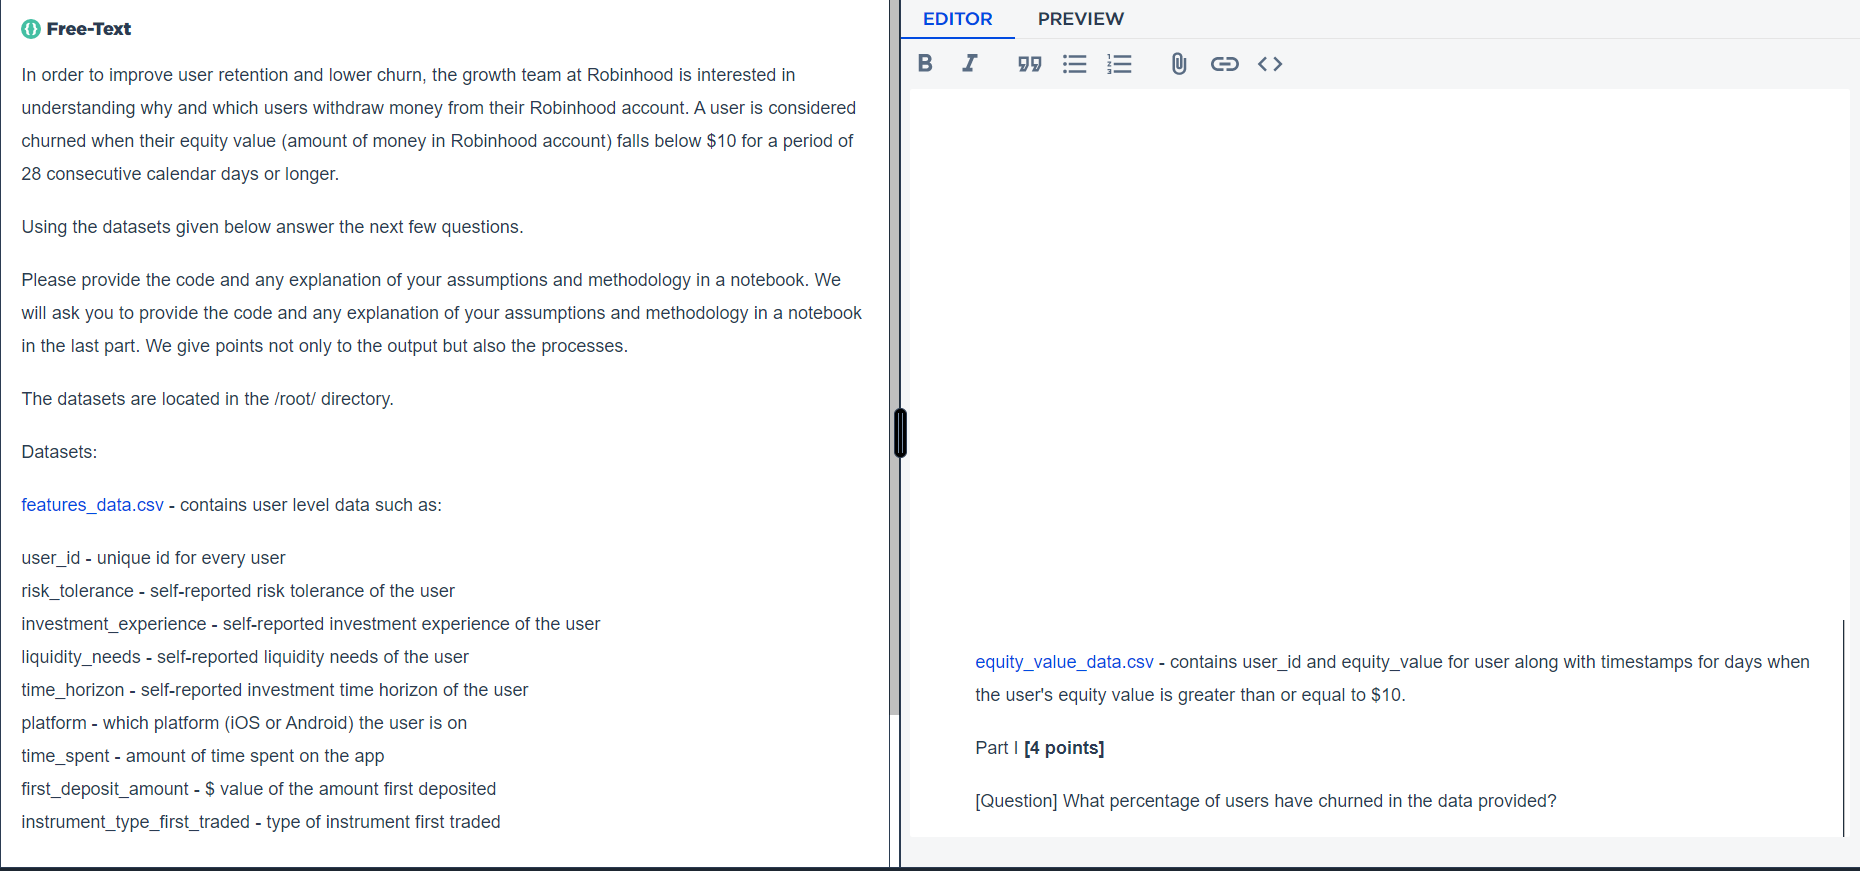 Free-Text
In order to improve user retention and lower churn, the growth team at Robinhood is interested in
understanding why and which users withdraw money from their Robinhood account. A user is considered
churned when their equity value (amount of money in Robinhood account) falls below $10 for a period of
28 consecutive calendar days or longer.
Using the datasets given below answer the next few questions.
Please provide the code and any explanation of your assumptions and methodology in a notebook. We
will ask you to provide the code and any explanation of your assumptions and methodology in a notebook
in the last part. We give points not only to the output but also the processes.
The datasets are located in the /root/ directory.
Datasets:
features_data.csv - contains user level data such as:
user_id - unique id for every user
risk_tolerance - self-reported risk tolerance of the user
investment_experience - self-reported investment experience of the user
liquidity_needs - self-reported liquidity needs of the user
time_horizon - self-reported investment time horizon of the user
platform - which platform (iOS or Android) the user is on
time_spent - amount of time spent on the app
first_deposit_amount - $ value of the amount first deposited
instrument_type_first_traded - type of instrument first traded
EDITOR PREVIEW
equity_value_data.csv - contains user_id and equity_value for user along with timestamps for days when
the user's equity value is greater than or equal to $10.
Part I [4 points]
[Question] What percentage of users have churned in the data provided?